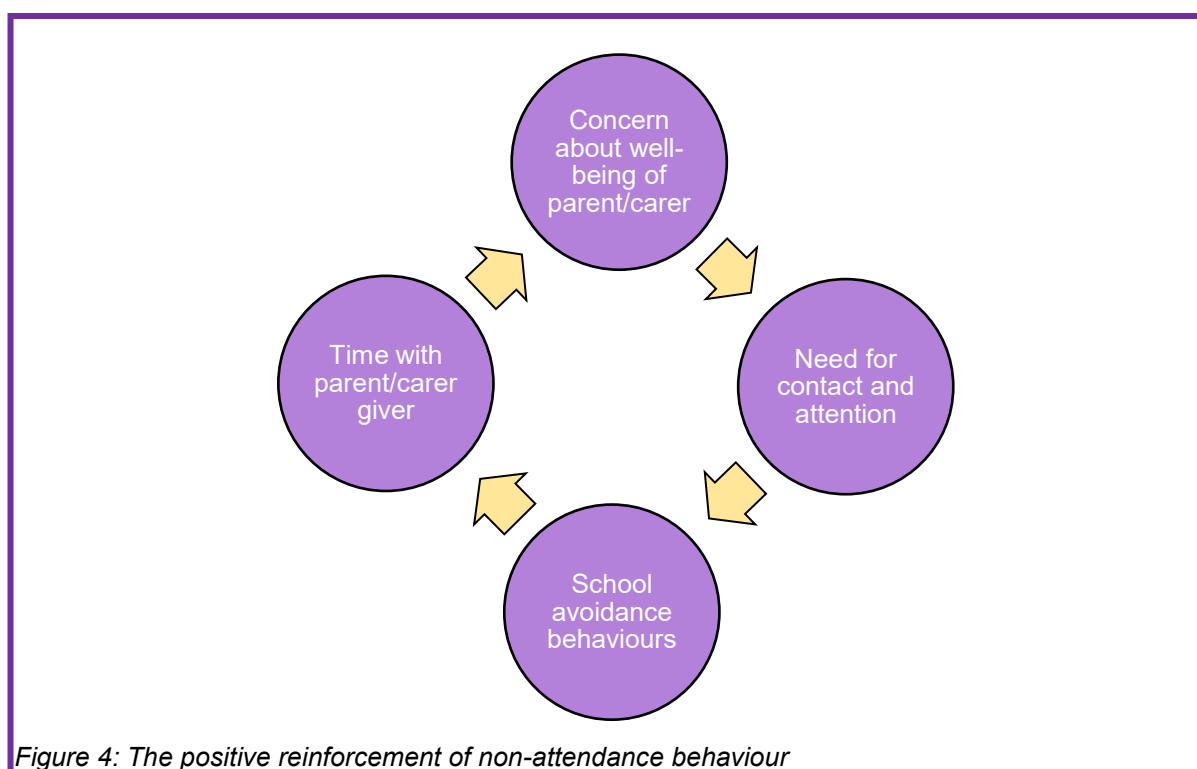 Concern
about well-
being of
parent/carer
Need for
contact and
attention
School
avoidance
behaviours
Time with
parent/carer
giver
Figure 4: The positive reinforcement of non-attendance behaviour